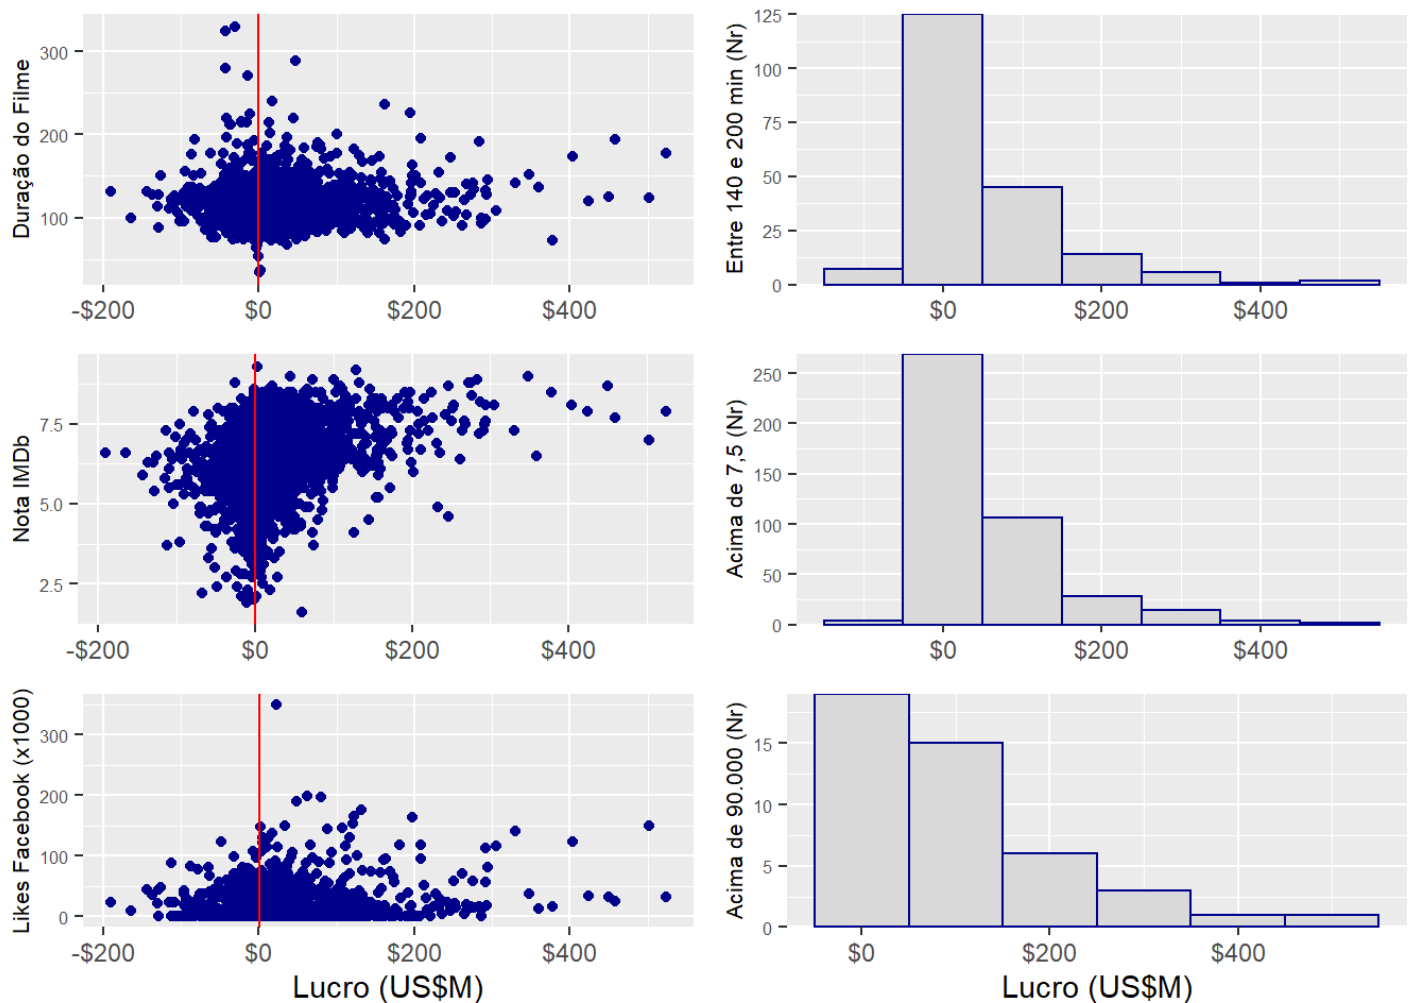 Duração do Filme
300
200
100
-$200 $0 $200 $400
Entre 140 e 200 min (Nr)
125
100
75
50
25
0
$0 $200 $400
Nota IMDb
7.5
5.0
2.5
-$200 $0 $200 $400
Acima de 7,5 (Nr)
250
200
150
100
50
0
$0 $200 $400
Likes Facebook (x1000)
300
200
100
0
-$200 $0 $200 $400
Lucro (US$M)
Acima de 90.000 (Nr)
15
10
5
0
$0 $200 $400
Lucro (US$M)